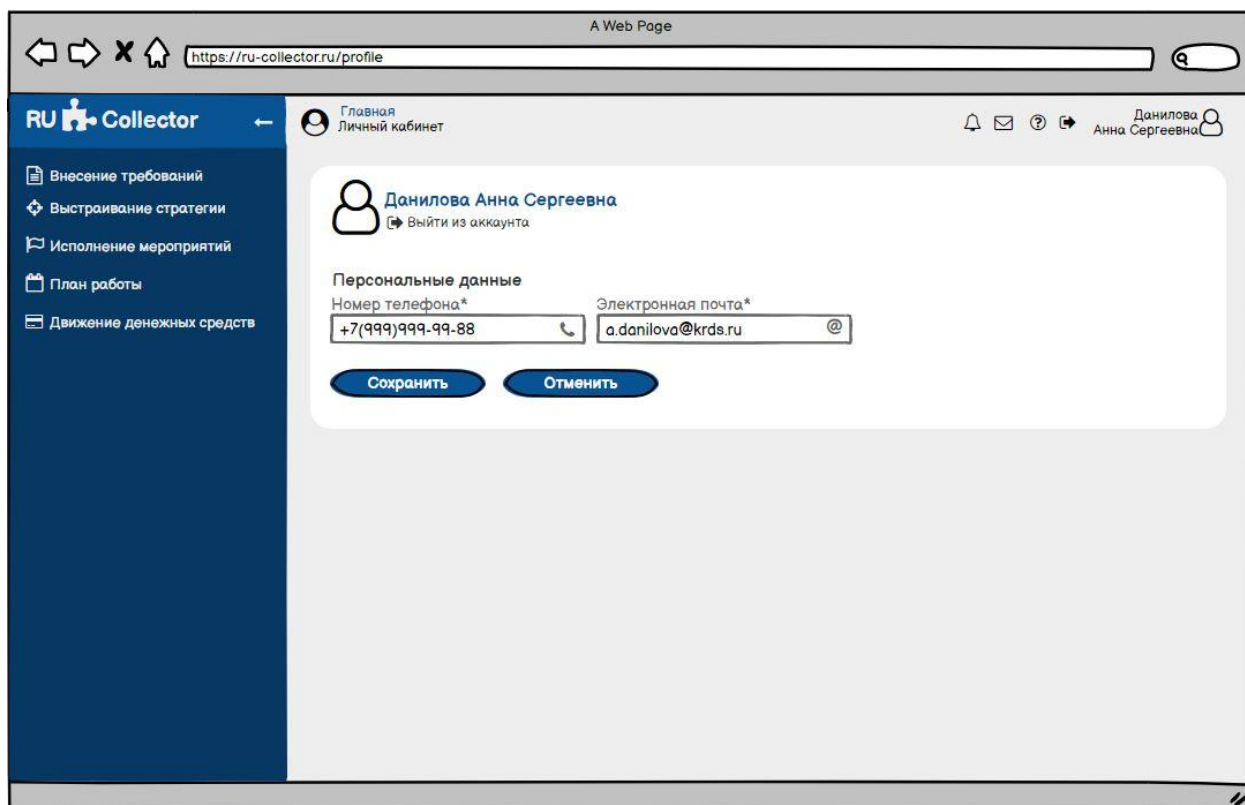 A Web Page
https://ru-collector.ru/profile
RU Collector
Главная
Личный кабинет
Данилова
Анна Сергеевна
Внесение требований
Выстраивание стратегии
Исполнение мероприятий
План работы
Движение денежных средств
Данилова Анна Сергеевна
Выйти из аккаунта
Персональные данные
Номер телефона* Электронная почта*
+7(999)999-99-88 a.danilova@krds.ru @
Сохранить Отменить